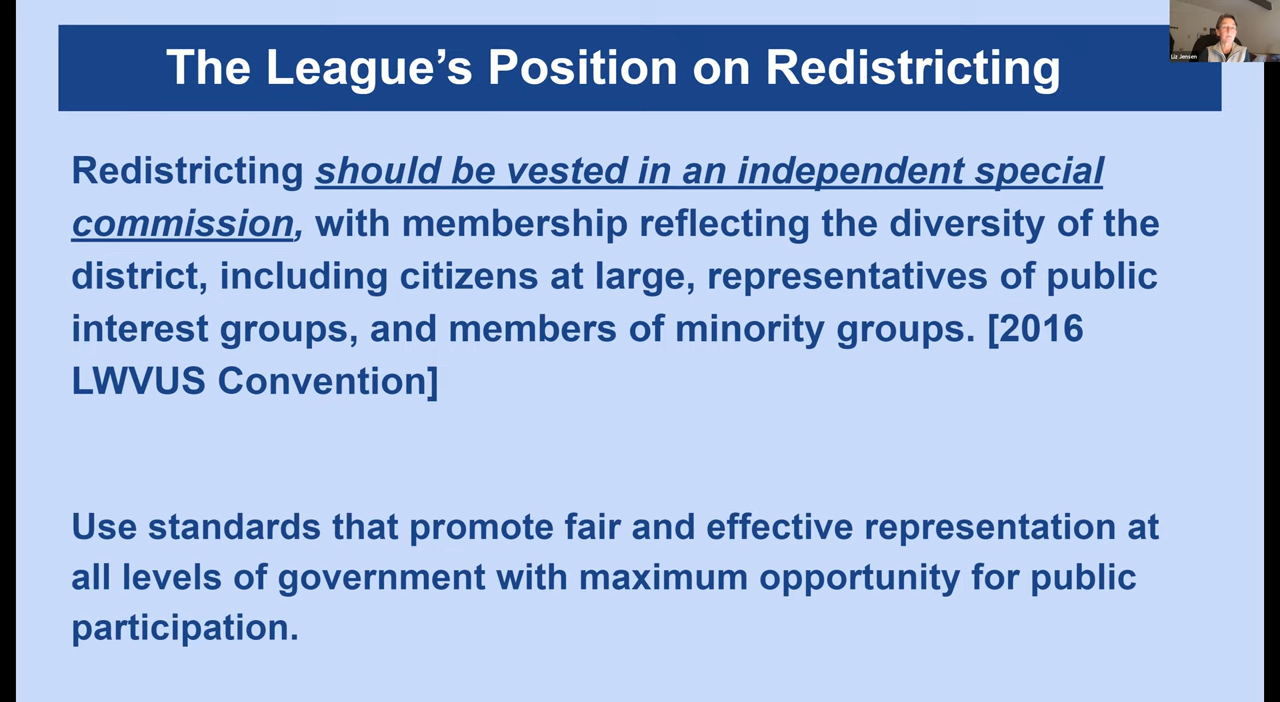 The League’s Position on Redistricting
Liz Jensen
Redistricting should be vested in an independent special
commission, with membership reflecting the diversity of the
district, including citizens at large, representatives of public
interest groups, and members of minority groups. [2016
LWVUS Convention]
Use standards that promote fair and effective representation at
all levels of government with maximum opportunity for public
participation.